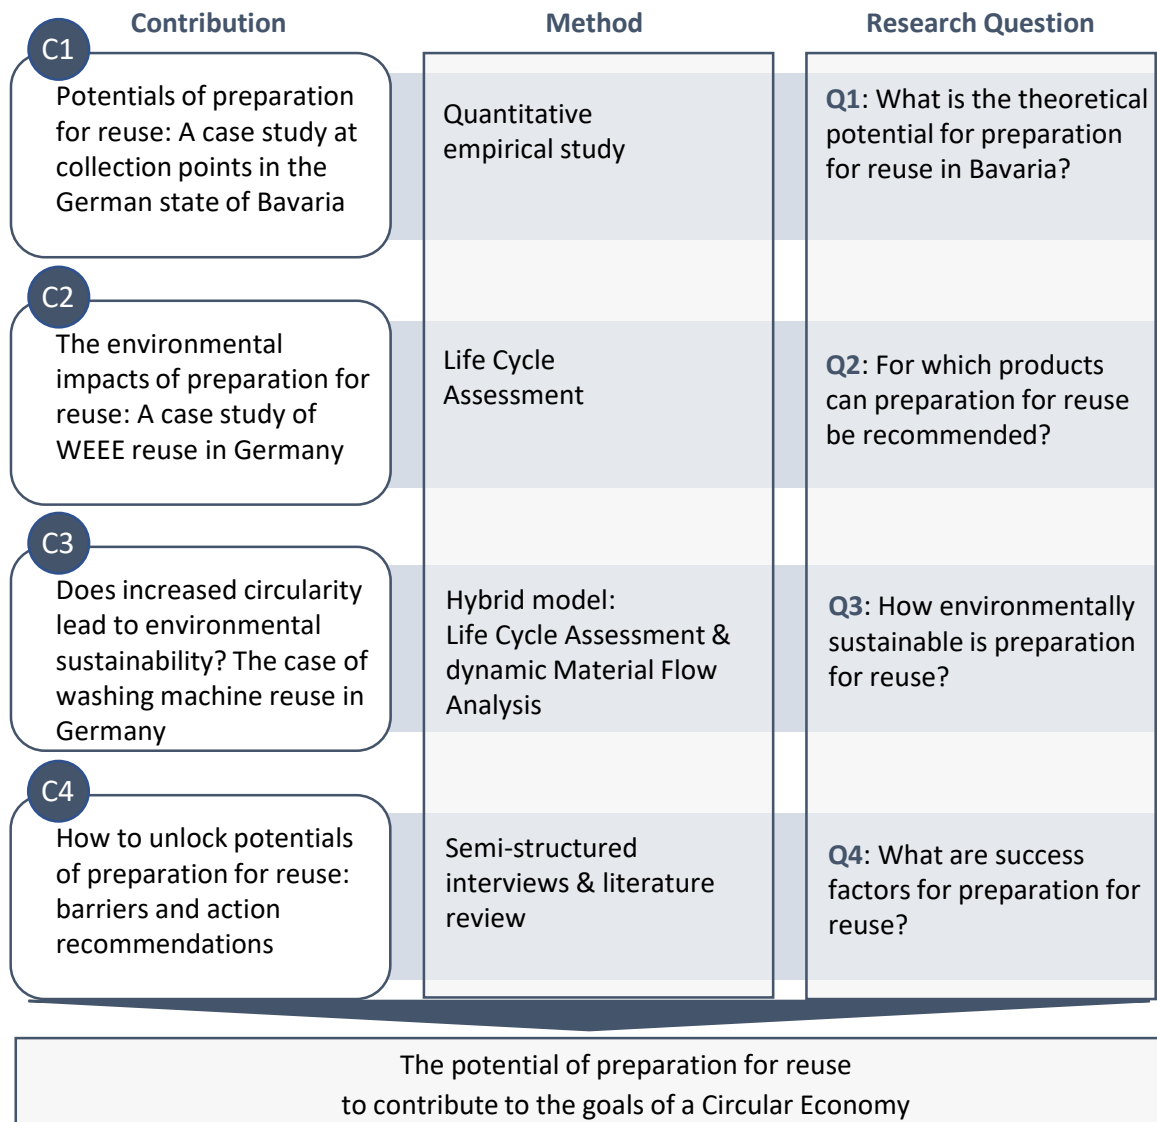 Contribution
Method
Research Question
C1
Potentials of preparation
for reuse: A case study at
collection points in the
German state of Bavaria
Quantitative
empirical study
Q1: What is the theoretical
potential for preparation
for reuse in Bavaria?
C2
The environmental
impacts of preparation for
reuse: A case study of
WEEE reuse in Germany
Life Cycle
Assessment
Q2: For which products
can preparation for reuse
be recommended?
C3
Does increased circularity
lead to environmental
sustainability? The case of
washing machine reuse in
Germany
Hybrid model:
Life Cycle Assessment &
dynamic Material Flow
Analysis
Q3: How environmentally
sustainable is preparation
for reuse?
C4
How to unlock potentials
of preparation for reuse:
barriers and action
recommendations
Semi-structured
interviews & literature
review
Q4: What are success
factors for preparation for
reuse?
The potential of preparation for reuse
to contribute to the goals of a Circular Economy